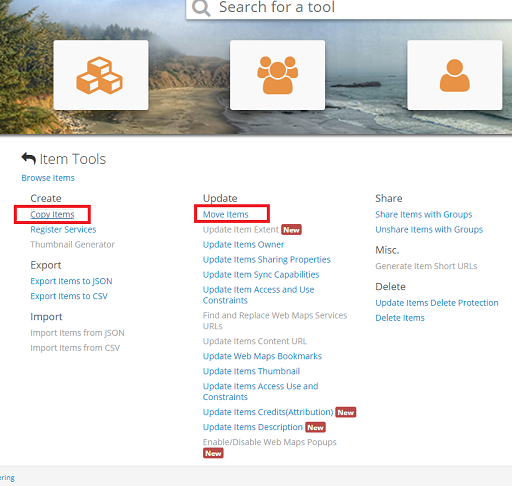 Search for a tool
Item Tools
Browse Items
Create
Copy Items
Register Services
Thumbnail Generator
Export
Export Items to JSON
Export Items to CSV
Import
Import Items from JSON
Import Items from CSV
Update
Move Items
Update Item Extent New
Update Items Owner
Update Items Sharing Properties
Update Item Sync Capabilities
Update Item Access and Use
Constraints
Find and Replace Web Maps Services
URLs
Update Items Content URL
Update Web Maps Bookmarks
Update Items Thumbnail
Update Items Access Use and
Constraints
Update Items Credits(Attribution) New
Update Items Description New
Enable/Disable Web Maps Popups
New
Share
Share Items with Groups
Unshare Items with Groups
Misc.
Generate Item Short URLs
Delete
Update Items Delete Protection
Delete Items
ering